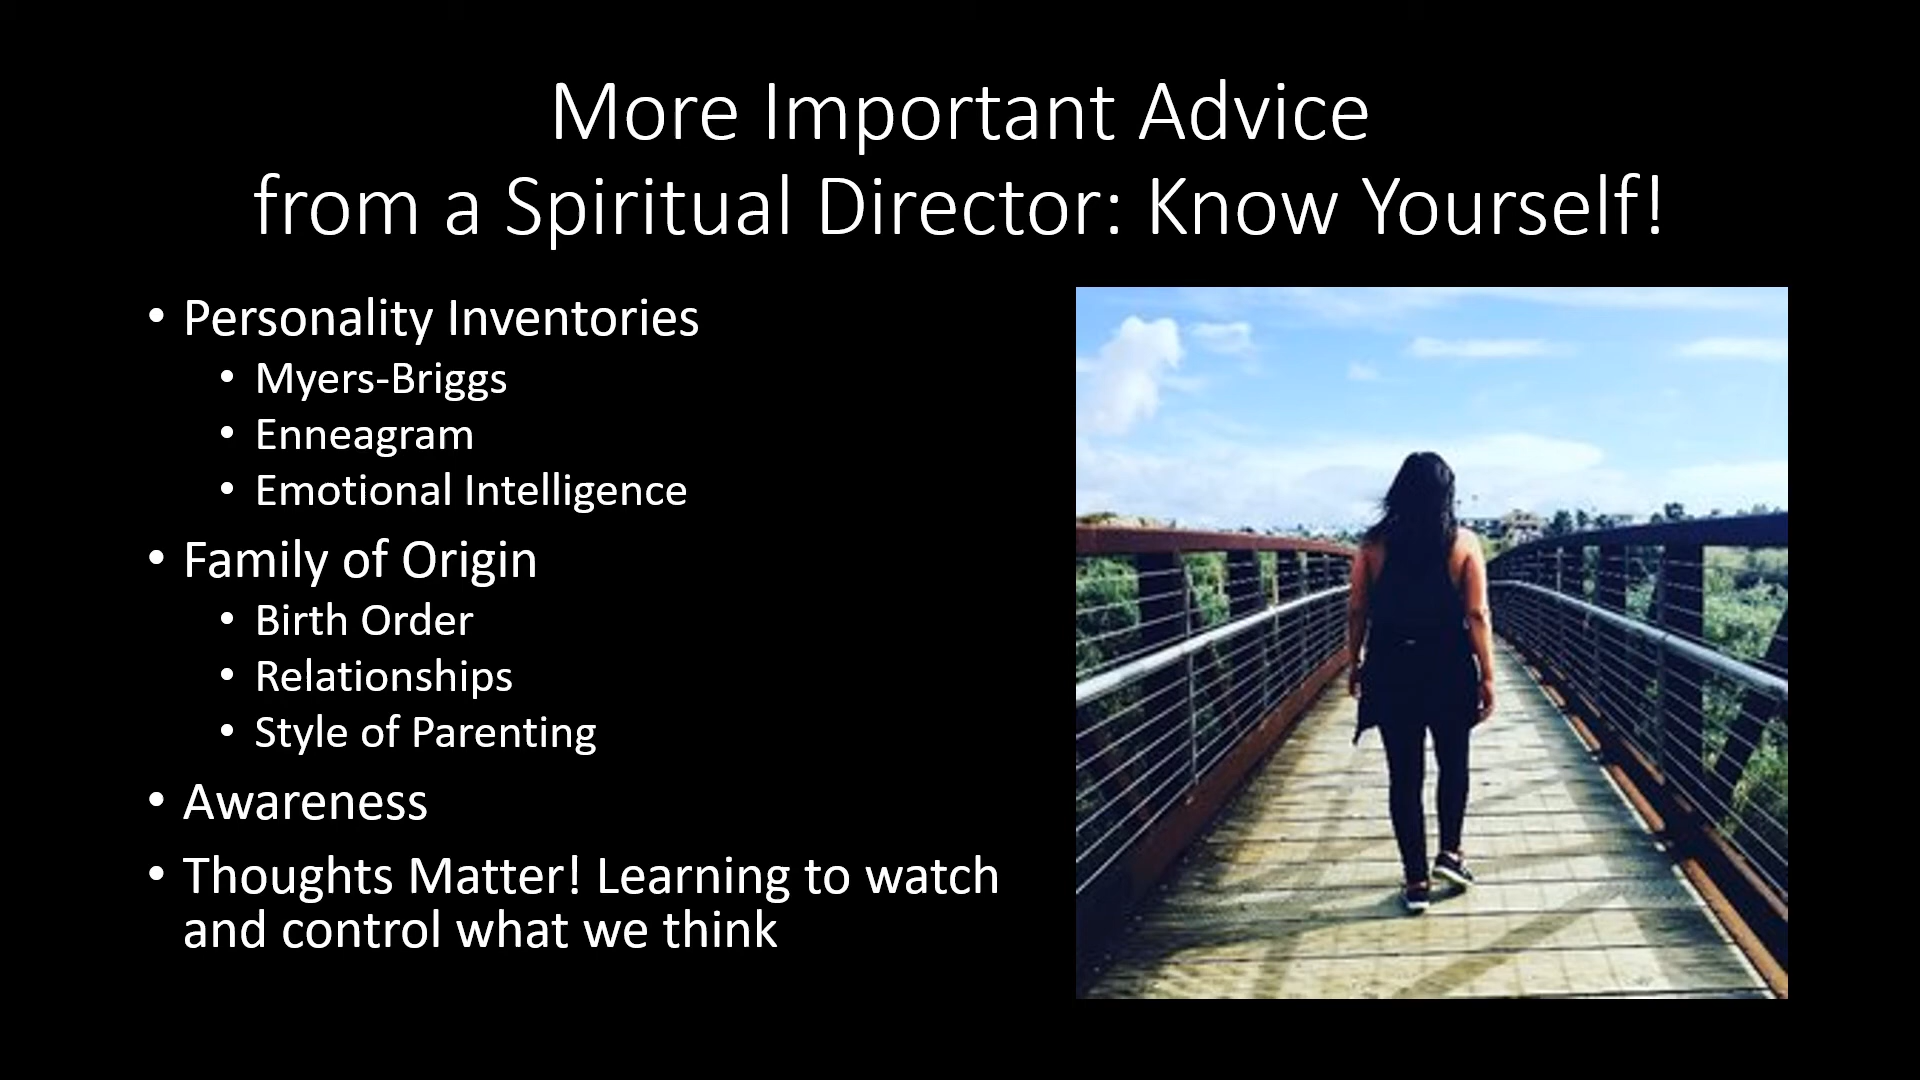 More Important Advice
from a Spiritual Director: Know Yourself!
• Personality Inventories
• Myers-Briggs
• Enneagram
• Emotional Intelligence
• Family of Origin
• Birth Order
• Relationships
• Style of Parenting
• Awareness
• Thoughts Matter! Learning to watch
and control what we think